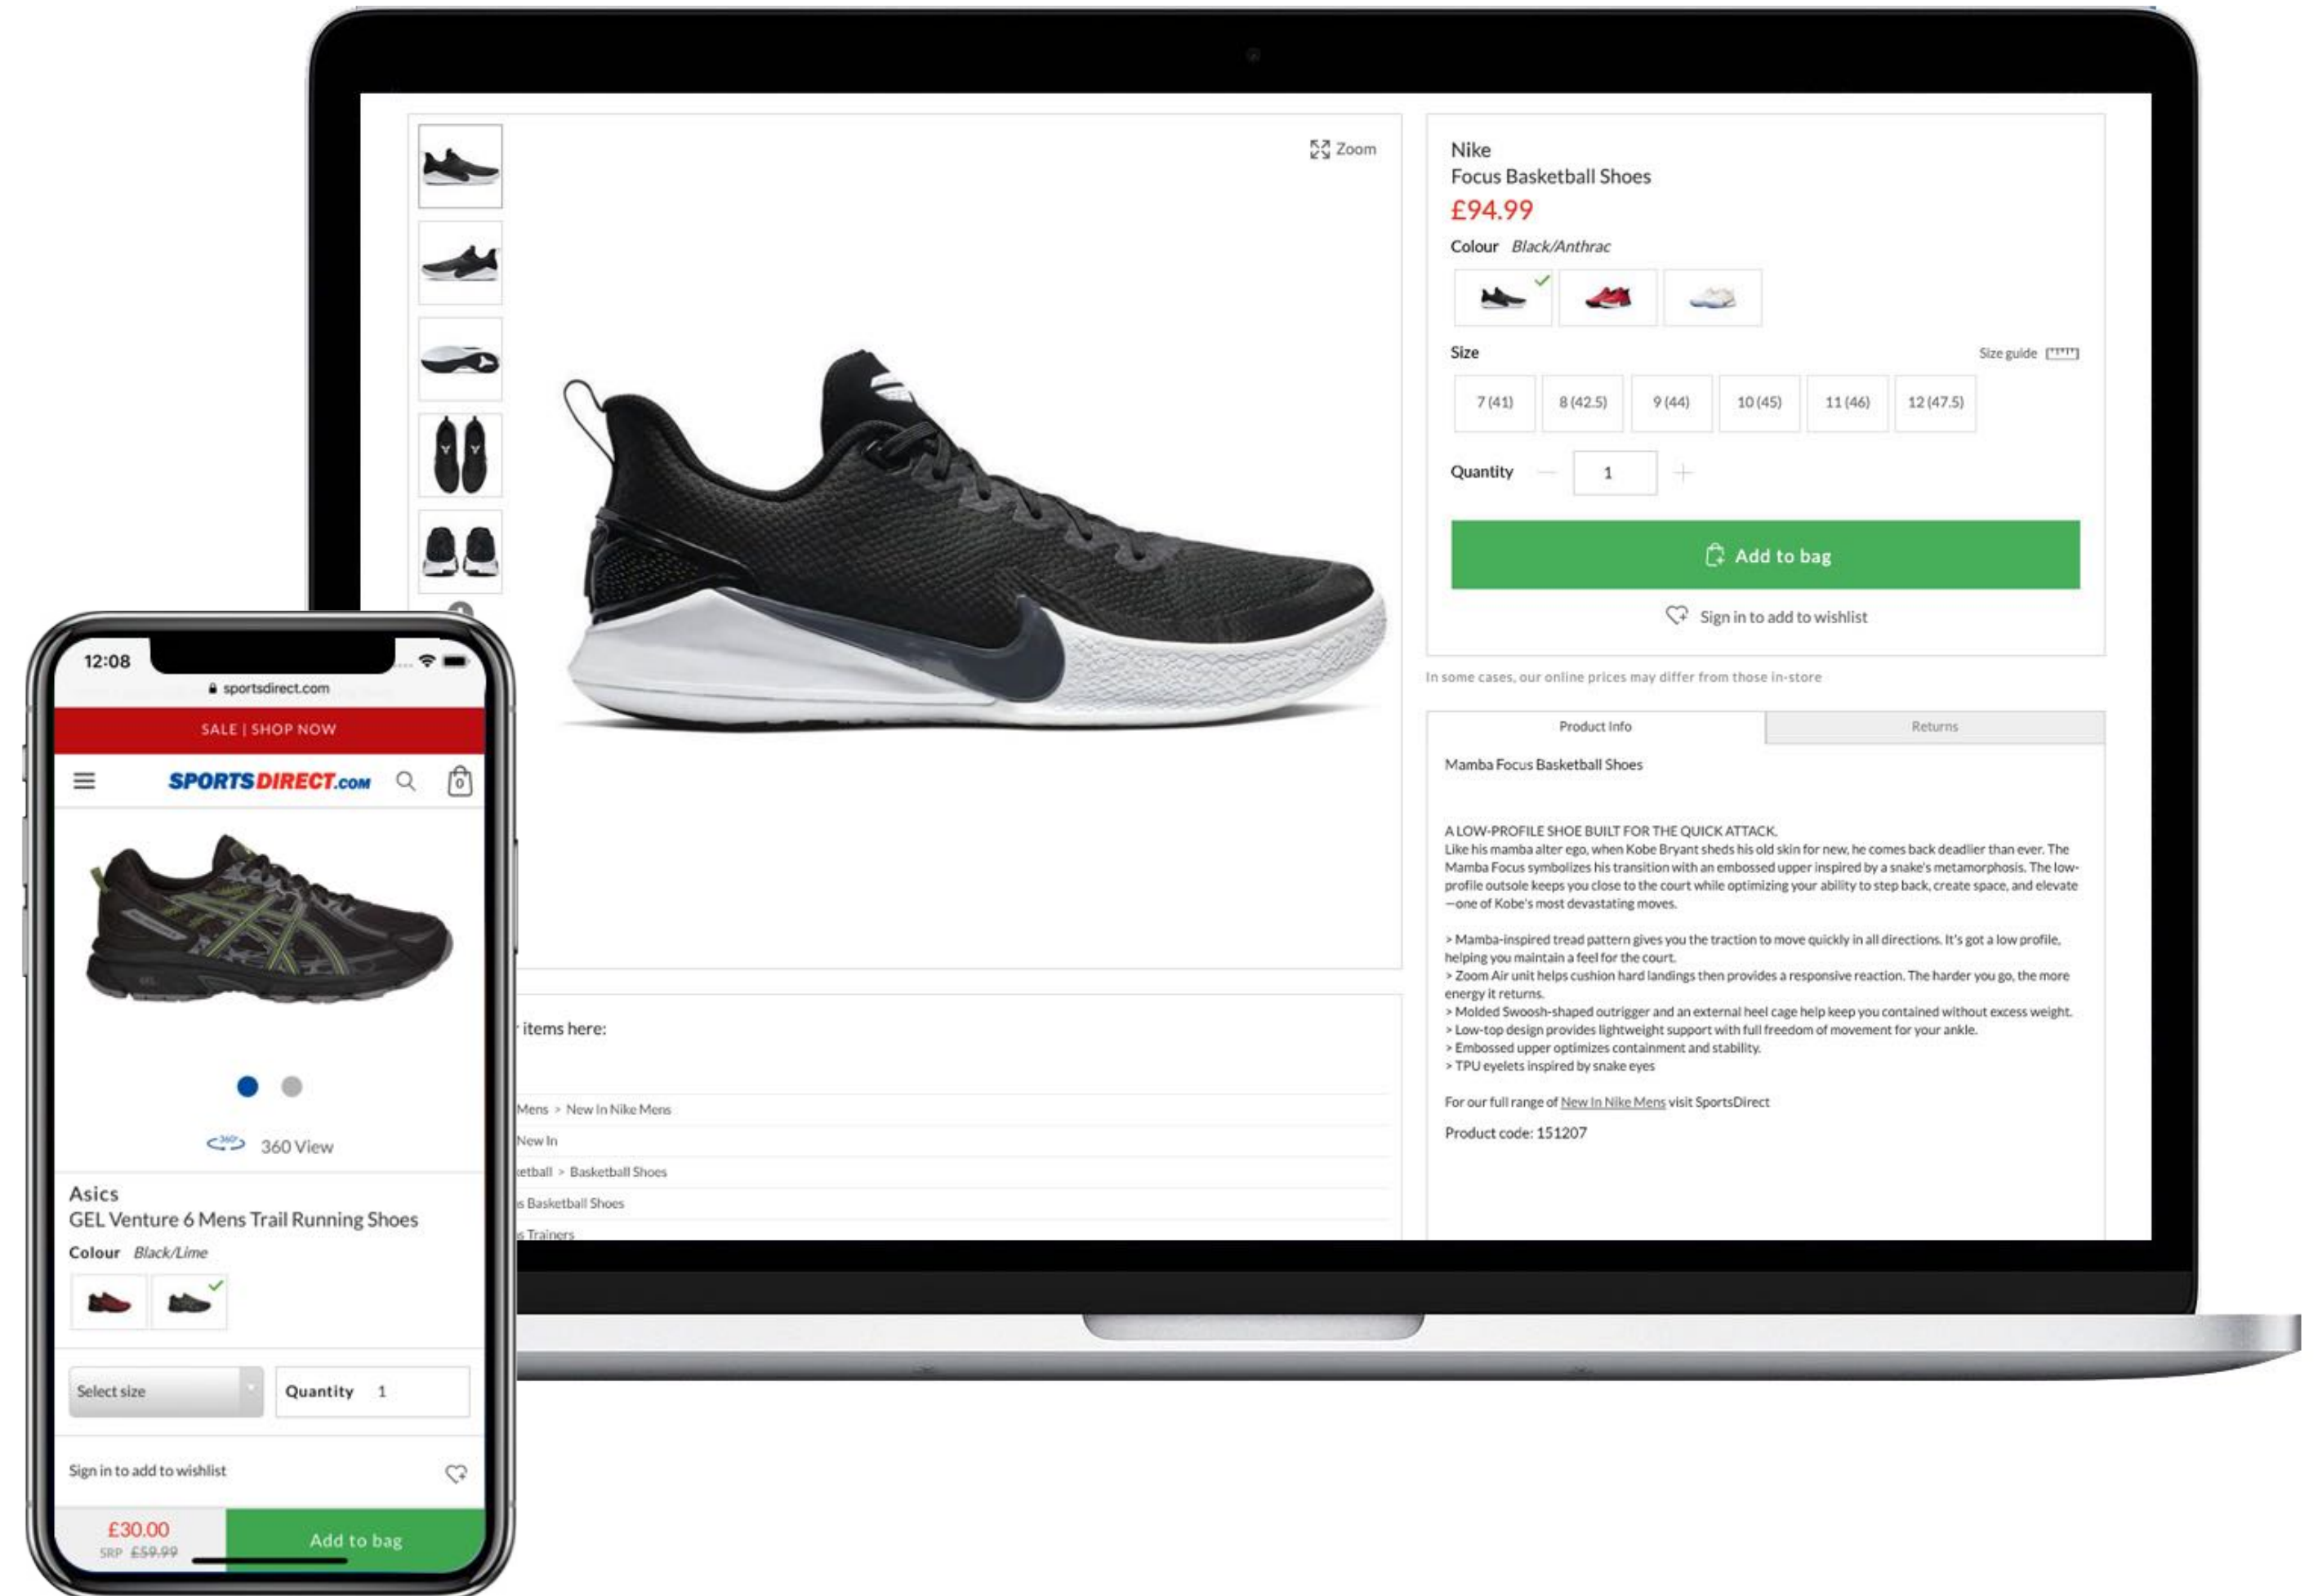 Zoom
Nike
Focus Basketball Shoes
£94.99
Colour Black/Anthrac
Size
Size guide
7 (41) 8 (42.5) 9 (44) 10 (45) 11 (46) 12 (47.5)
Quantity 1
Add to bag
Sign in to add to wishlist
In some cases, our online prices may differ from those in-store
Product Info Returns
Mamba Focus Basketball Shoes
A LOW-PROFILE SHOE BUILT FOR THE QUICK ATTACK.
Like his mamba alter ego, when Kobe Bryant sheds his old skin for new, he comes back deadlier than ever. The
Mamba Focus symbolizes his transition with an embossed upper inspired by a snake's metamorphosis. The low-
profile outsole keeps you close to the court while optimizing your ability to step back, create space, and elevate
—one of Kobe's most devastating moves.
> Mamba-inspired tread pattern gives you the traction to move quickly in all directions. It's got a low profile,
helping you maintain a feel for the court.
> Zoom Air unit helps cushion hard landings then provides a responsive reaction. The harder you go, the more
energy it returns.
> Molded Swoosh-shaped outrigger and an external heel cage help keep you contained without excess weight.
> Low-top design provides lightweight support with full freedom of movement for your ankle.
> Embossed upper optimizes containment and stability.
> TPU eyelets inspired by snake eyes
For our full range of New In Nike Mens visit SportsDirect
Product code: 151207
items here:
Mens > New In Nike Mens
New In
etball > Basketball Shoes
s Basketball Shoes
s Trainers
12:08
sportsdirect.com
SALE | SHOP NOW
SPORTSDIRECT.COM
0
GEL
360°
360 View
Asics
GEL Venture 6 Mens Trail Running Shoes
Colour Black/Lime
Select size
Quantity 1
Sign in to add to wishlist
£30.00
SRP £59.99
Add to bag